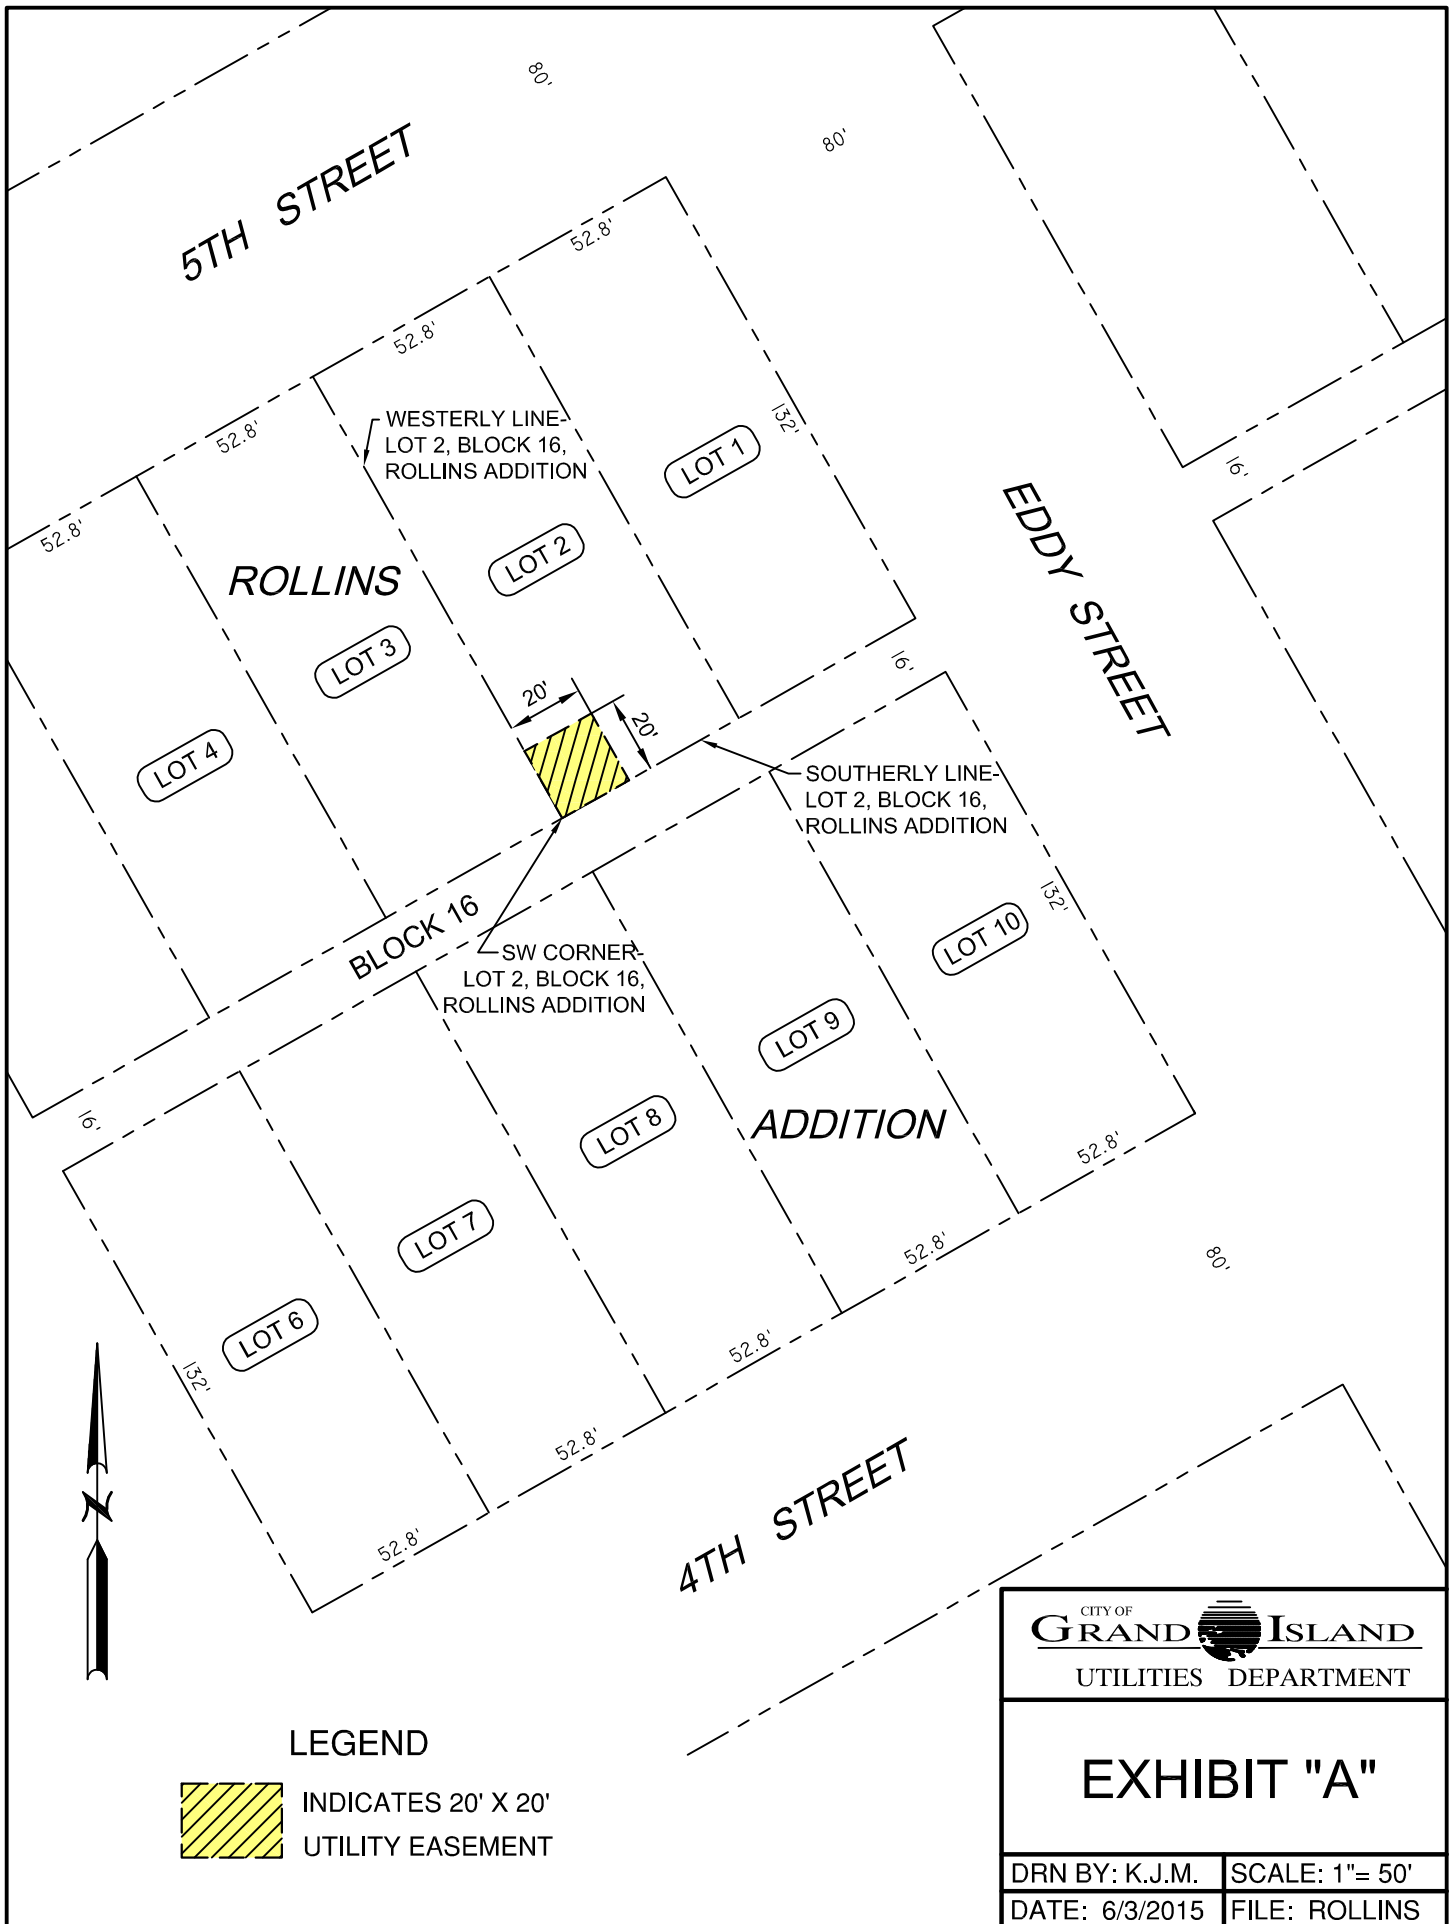 80'
80'
5TH STREET
52.8'
52.8'
52.8'
52.8'
WESTERLY LINE-
LOT 2, BLOCK 16,
ROLLINS ADDITION
132'
LOT 1
16'
EDDY STREET
LOT 2
ROLLINS
LOT 3
16'
20'
20'
LOT 4
SOUTHERLY LINE-
LOT 2, BLOCK 16,
ROLLINS ADDITION
132'
BLOCK 16
LOT 10
SW CORNER-
LOT 2, BLOCK 16,
ROLLINS ADDITION
LOT 9
16'
LOT 8
ADDITION
52.8'
LOT 7
52.8'
80'
LOT 6
52.8'
132'
52.8'
52.8'
4TH STREET
N
CITY OF
GRAND ISLAND
UTILITIES DEPARTMENT
LEGEND
INDICATES 20' X 20'
UTILITY EASEMENT
EXHIBIT "A"
DRN BY: K.J.M.
SCALE: 1"= 50'
DATE: 6/3/2015
FILE: ROLLINS